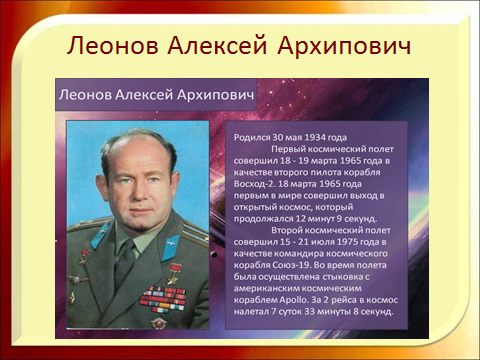 Леонов Алексей Архипович
Леонов Алексей Архипович
Родился 30 мая 1934 года
Первый космический полет
совершил 18 - 19 марта 1965 года в
качестве второго пилота корабля
Восход-2. 18 марта 1965 года
первым в мире совершил выход в
открытый космос, который
продолжался 12 минут 9 секунд.
Второй космический полет
совершил 15 - 21 июля 1975 года в
качестве командира космического
корабля Союз-19. Во время полета
была осуществлена стыковка с
американским космическим
кораблем Apollo. За 2 рейса в космос
налетал 7 суток 33 минуты 8 секунд.